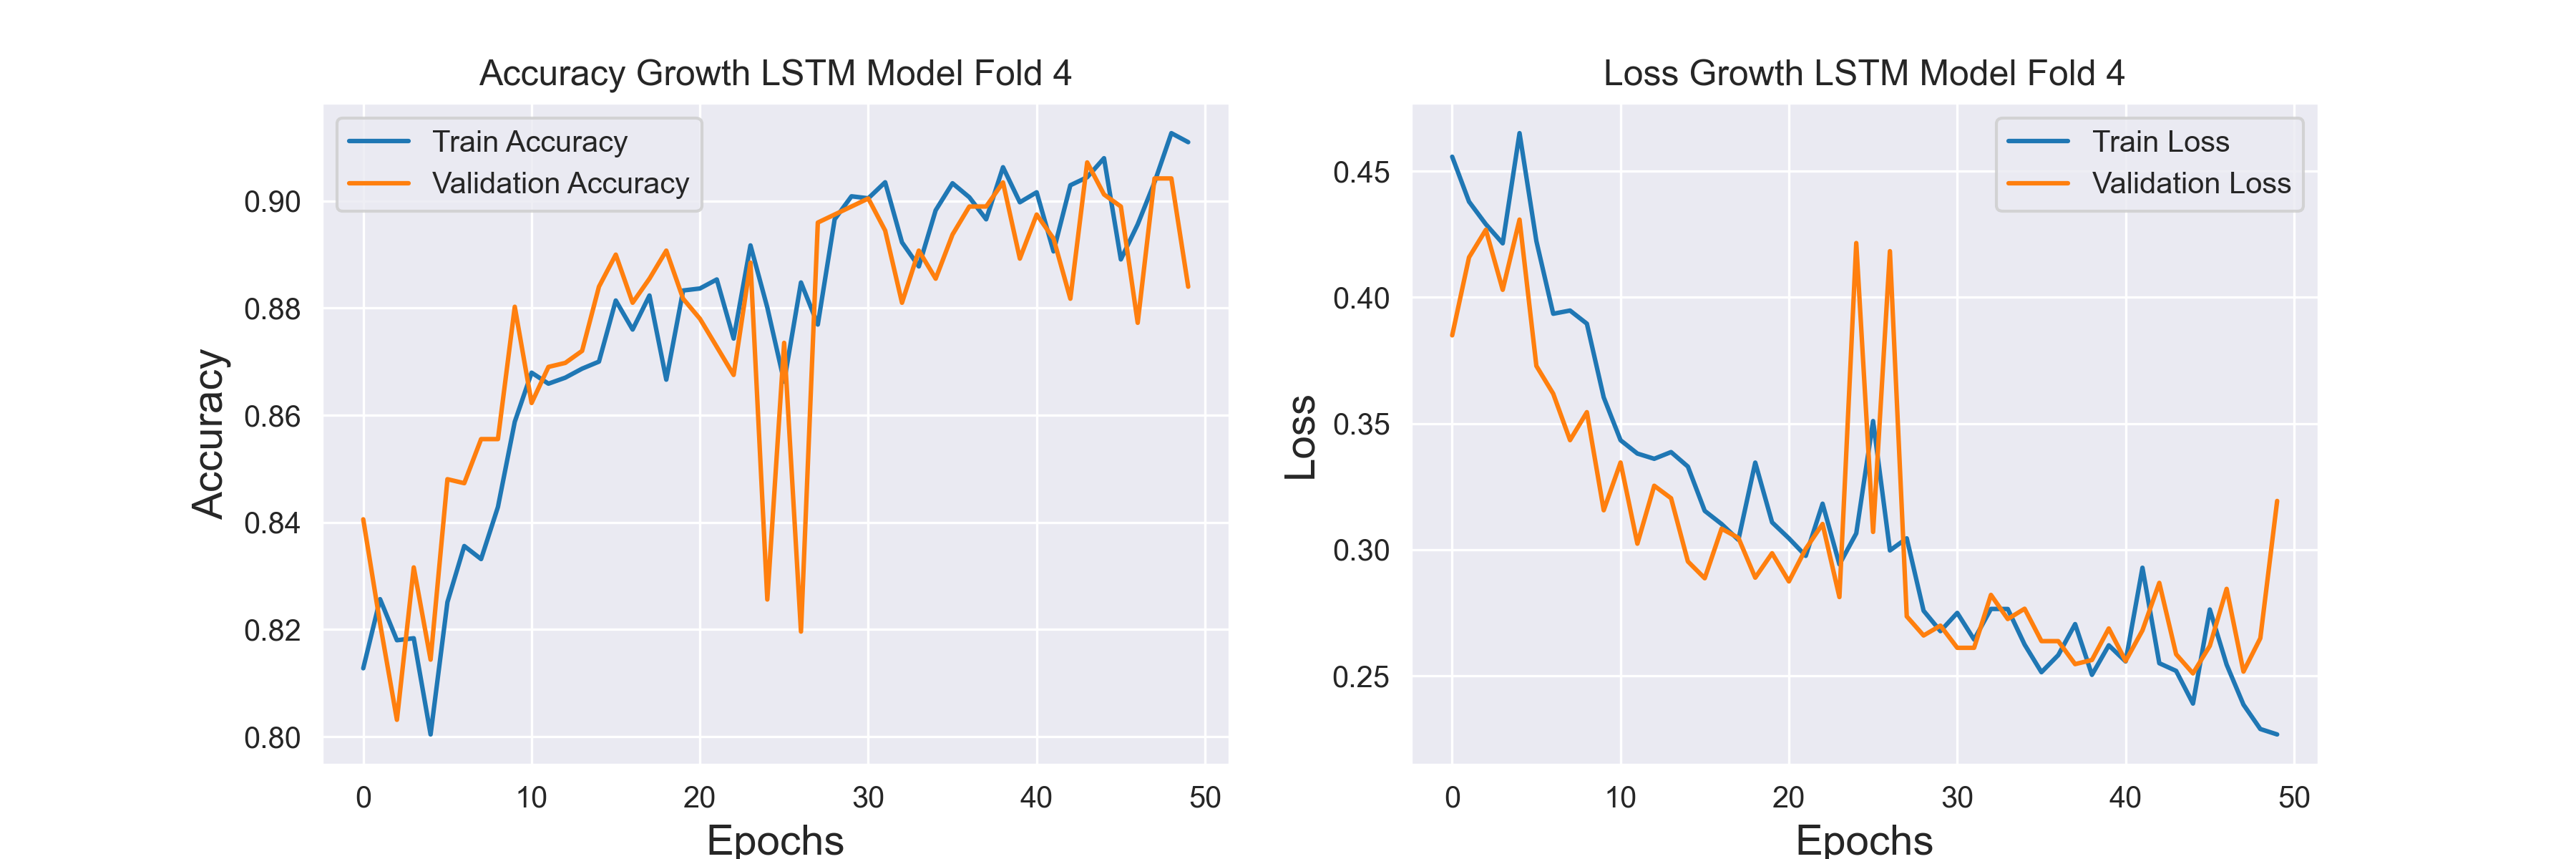 Accuracy Growth LSTM Model Fold 4
Train Accuracy
Validation Accuracy
0.90
0.88
0.86
0.84
0.82
0.80
Accuracy
0 10 20 30 40 50
Epochs
Loss Growth LSTM Model Fold 4
Train Loss
Validation Loss
0.45
0.40
0.35
0.30
0.25
Loss
0 10 20 30 40 50
Epochs